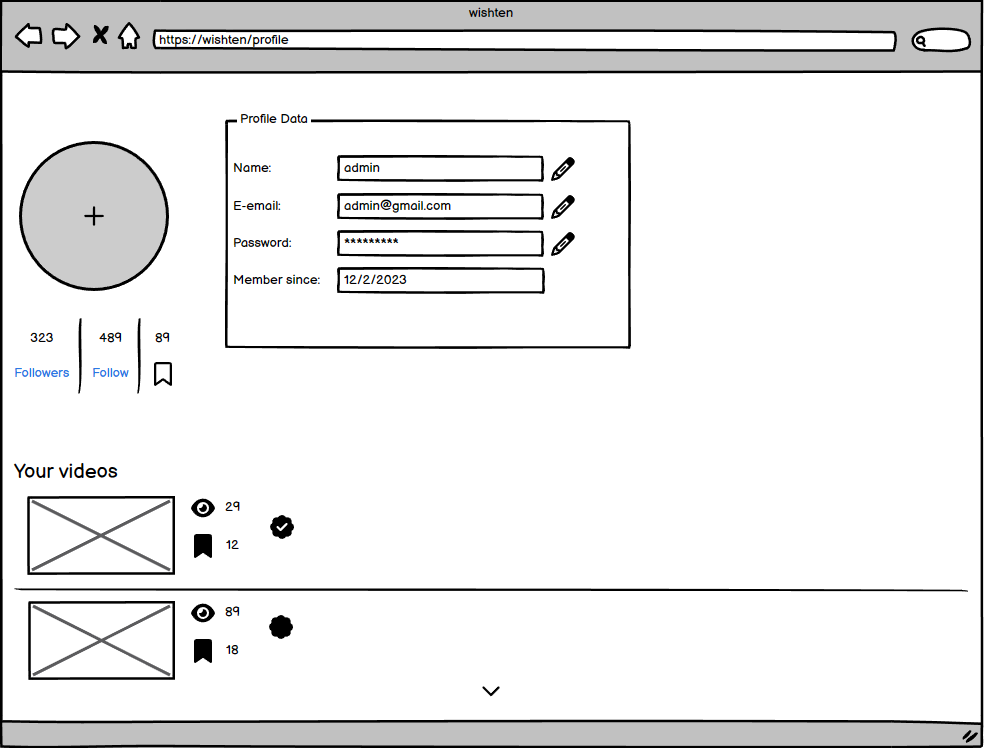 wishten
https://wishten/profile
Profile Data
Name: admin
E-email: admin@gmail.com
Password: *********
Member since: 12/2/2023
323 489 89
Followers Follow
Your videos
29
12
89
18